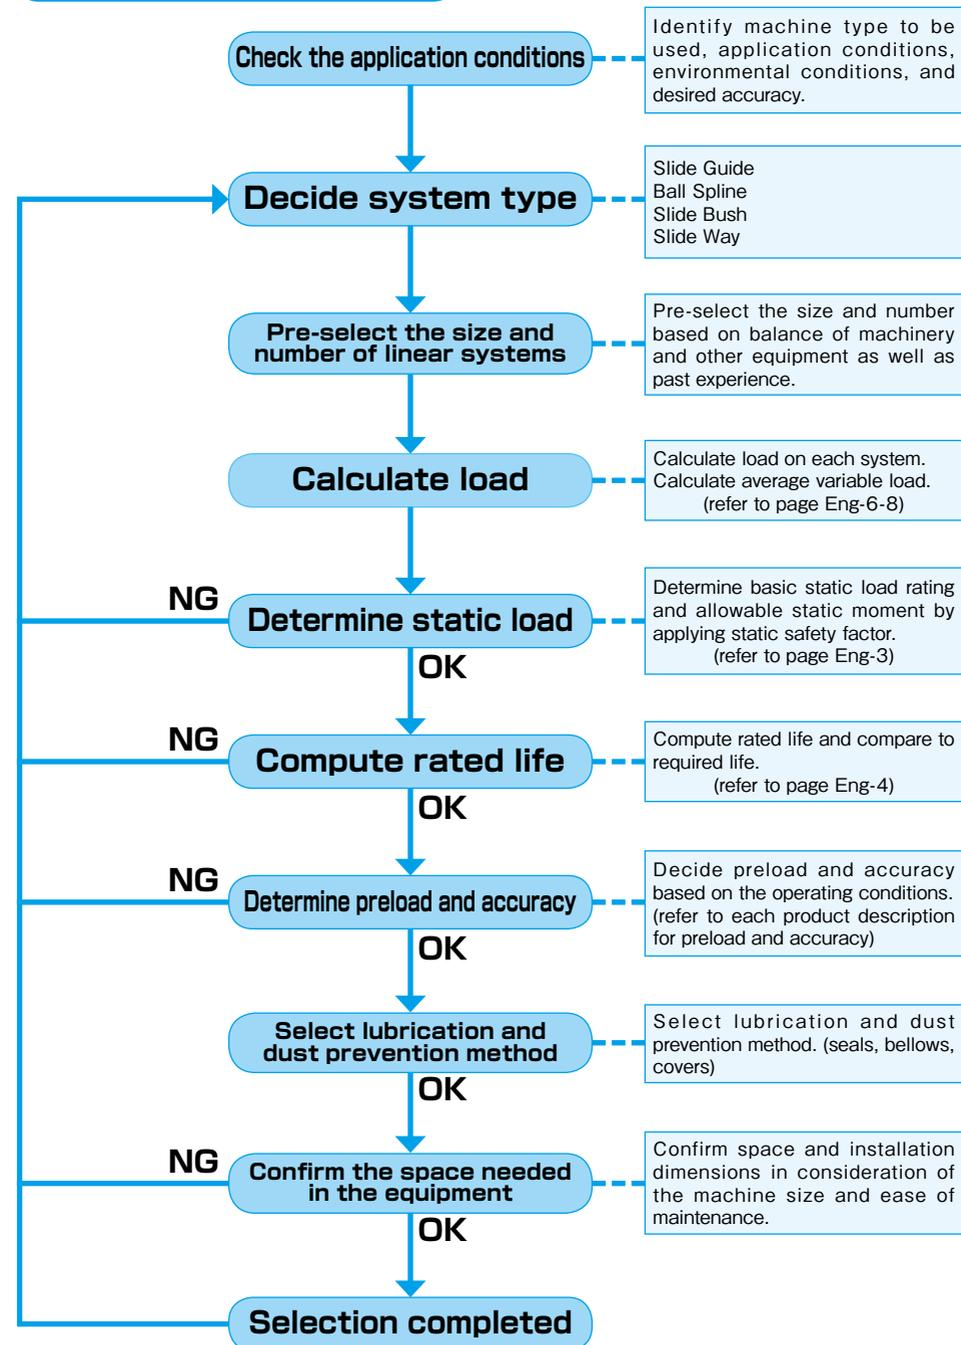 Check the application conditions
Identify machine type to be
used, application conditions,
environmental conditions, and
desired accuracy.
Decide system type
Slide Guide
Ball Spline
Slide Bush
Slide Way
Pre-select the size and
number of linear systems
Pre-select the size and number
based on balance of machinery
and other equipment as well as
past experience.
Calculate load
Calculate load on each system.
Calculate average variable load.
(refer to page Eng-6-8)
NG
Determine static load
OK
Determine basic static load rating
and allowable static moment by
applying static safety factor.
(refer to page Eng-3)
NG
Compute rated life
OK
Compute rated life and compare to
required life.
(refer to page Eng-4)
NG
Determine preload and accuracy
OK
Decide preload and accuracy
based on the operating conditions.
(refer to each product description
for preload and accuracy)
Select lubrication and
dust prevention method
OK
Select lubrication and dust
prevention method. (seals, bellows,
covers)
NG
Confirm the space needed
in the equipment
OK
Confirm space and installation
dimensions in consideration of
the machine size and ease of
maintenance.
Selection completed